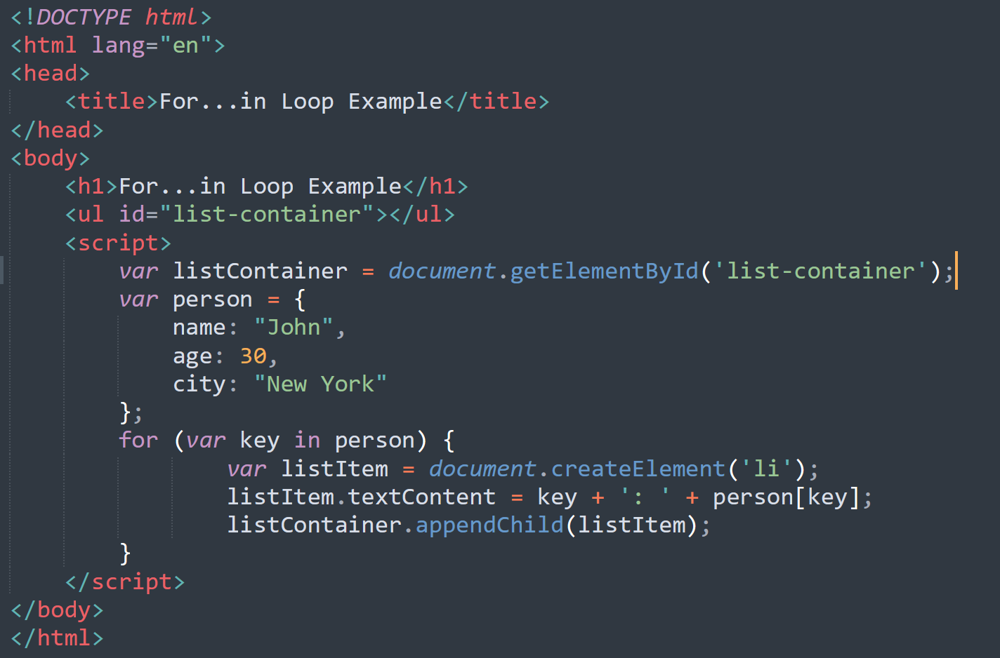 <!DOCTYPE html>
<html lang="en">
<head>
    <title>For...in Loop Example</title>
</head>
<body>
    <h1>For...in Loop Example</h1>
    <ul id="list-container"></ul>
    <script>
        var listContainer = document.getElementById('list-container');
        var person = {
            name: "John",
            age: 30,
            city: "New York"
        };
        for (var key in person) {
                var listItem = document.createElement('li');
                listItem.textContent = key + ': ' + person[key];
                listContainer.appendChild(listItem);
        }
    </script>
</body>
</html>